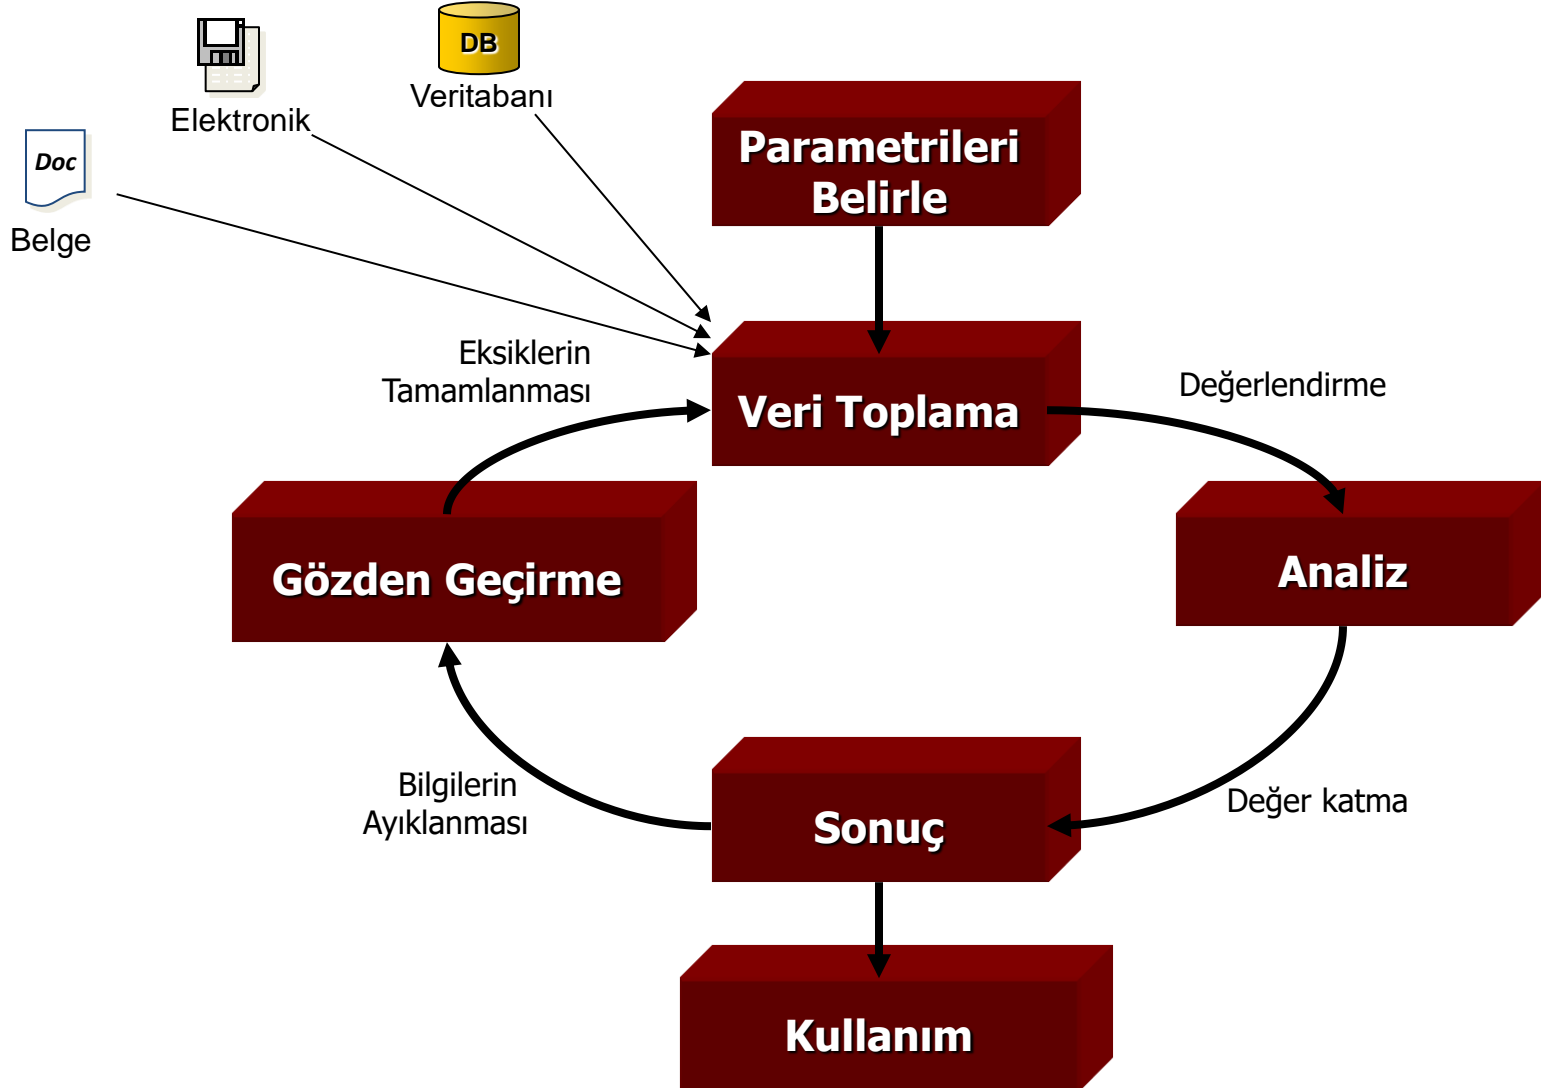 DB
Veritabanı
Elektronik
Doc
Belge
Parametrileri
Belirle
Eksiklerin
Tamamlanması
Veri Toplama
Değerlendirme
Gözden Geçirme
Analiz
Bilgilerin
Ayıklanması
Sonuç
Değer katma
Kullanım